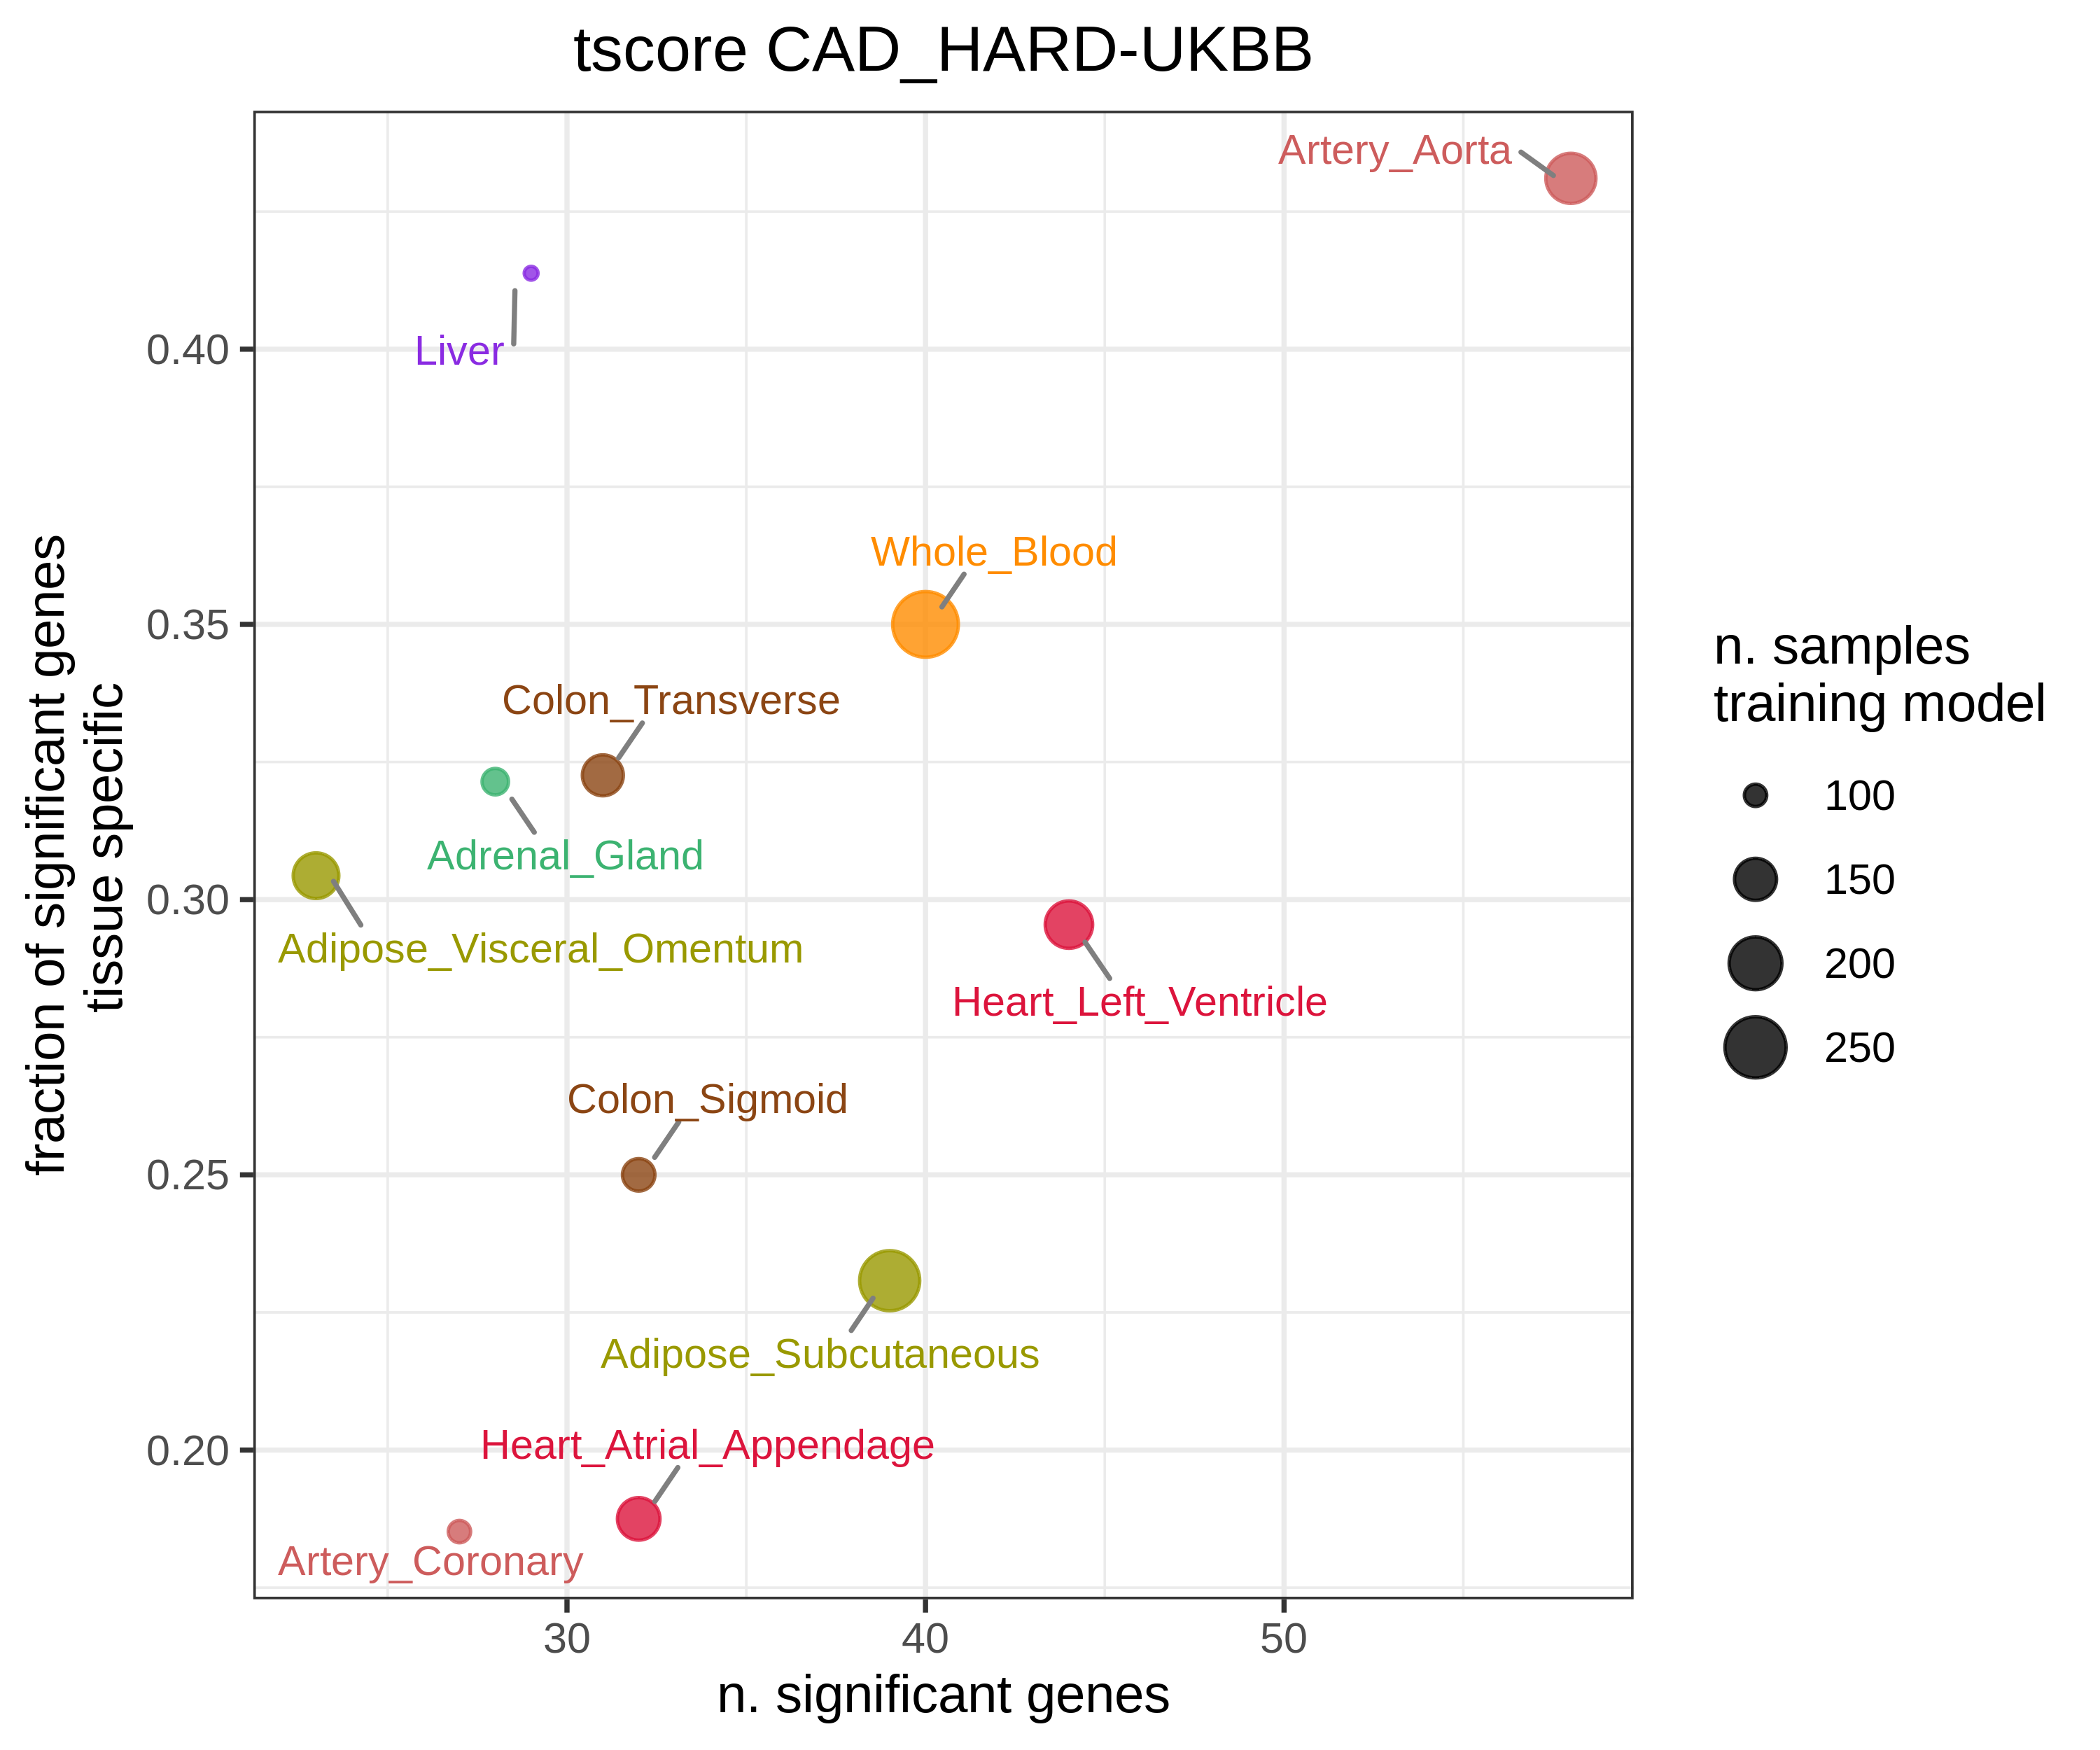 tscore CAD_HARD-UKBB
Artery_Aorta
Liver
Whole_Blood
Colon_Transverse
Adrenal_Gland
Adipose_Visceral_Omentum
Heart_Left_Ventricle
Colon_Sigmoid
Adipose_Subcutaneous
Heart_Atrial_Appendage
Artery_Coronary
0.40
0.35
0.30
0.25
0.20
fraction of significant genes
tissue specific
30
40
50
n. significant genes
n. samples
training model
100
150
200
250